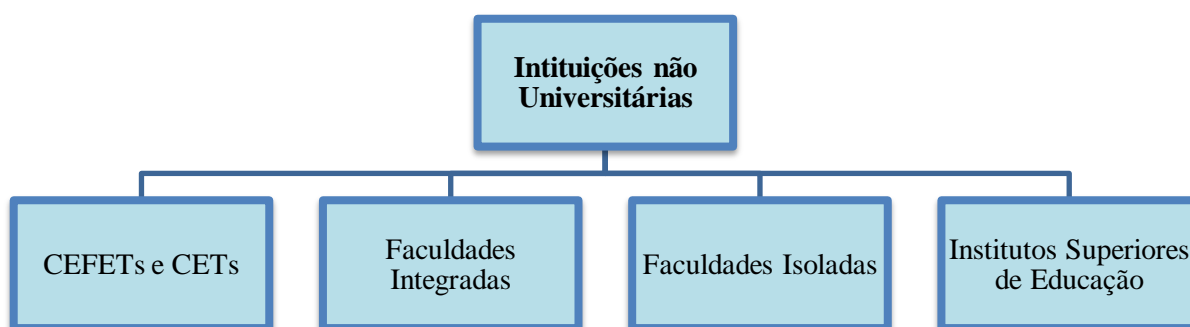 Intituições não
Universitárias
CEFETs e CETs
Faculdades
Integradas
Faculdades Isoladas
Institutos Superiores
de Educação